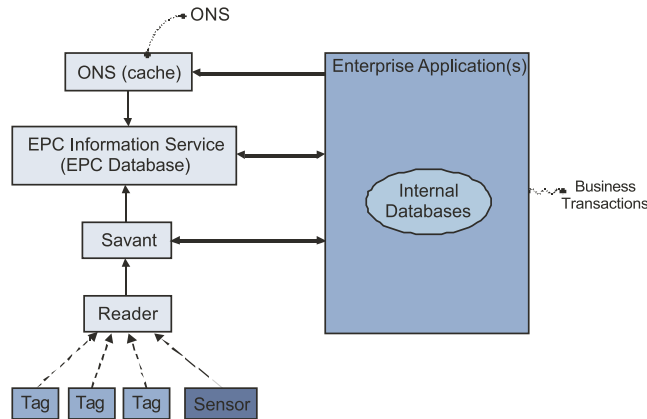 ONS
ONS (cache)
Enterprise Application(s)
EPC Information Service
(EPC Database)
Internal
Databases
Business
Transactions
Savant
Reader
Tag
Tag
Tag
Sensor